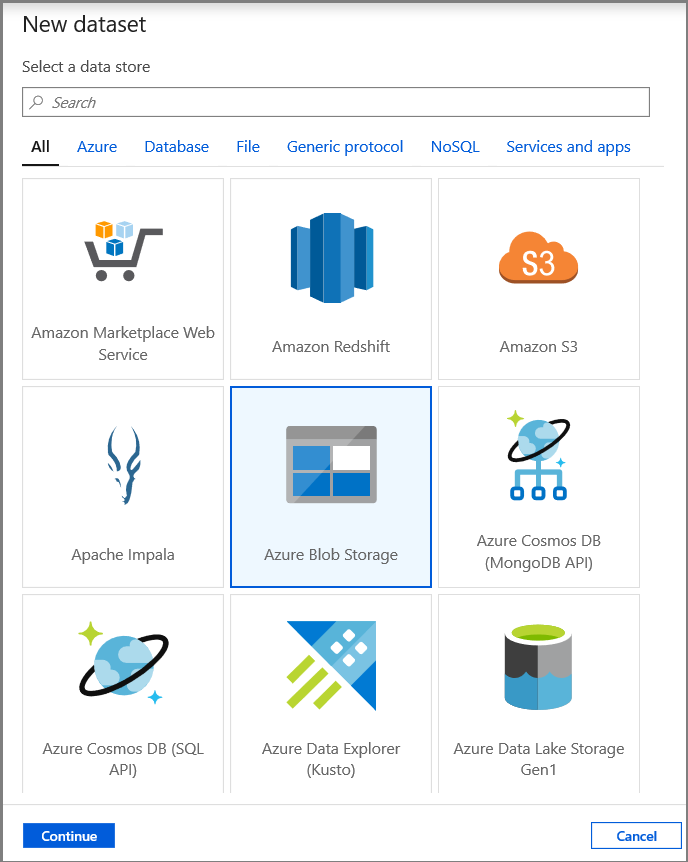 New dataset
Select a data store
Search
All Azure Database File Generic protocol NoSQL Services and apps
S3
Amazon Marketplace Web
Service
Amazon Redshift
Amazon S3
Apache Impala
Azure Blob Storage
Azure Cosmos DB
(MongoDB API)
Azure Cosmos DB (SQL
API)
Azure Data Explorer
(Kusto)
Azure Data Lake Storage
Gen1
Continue
Cancel